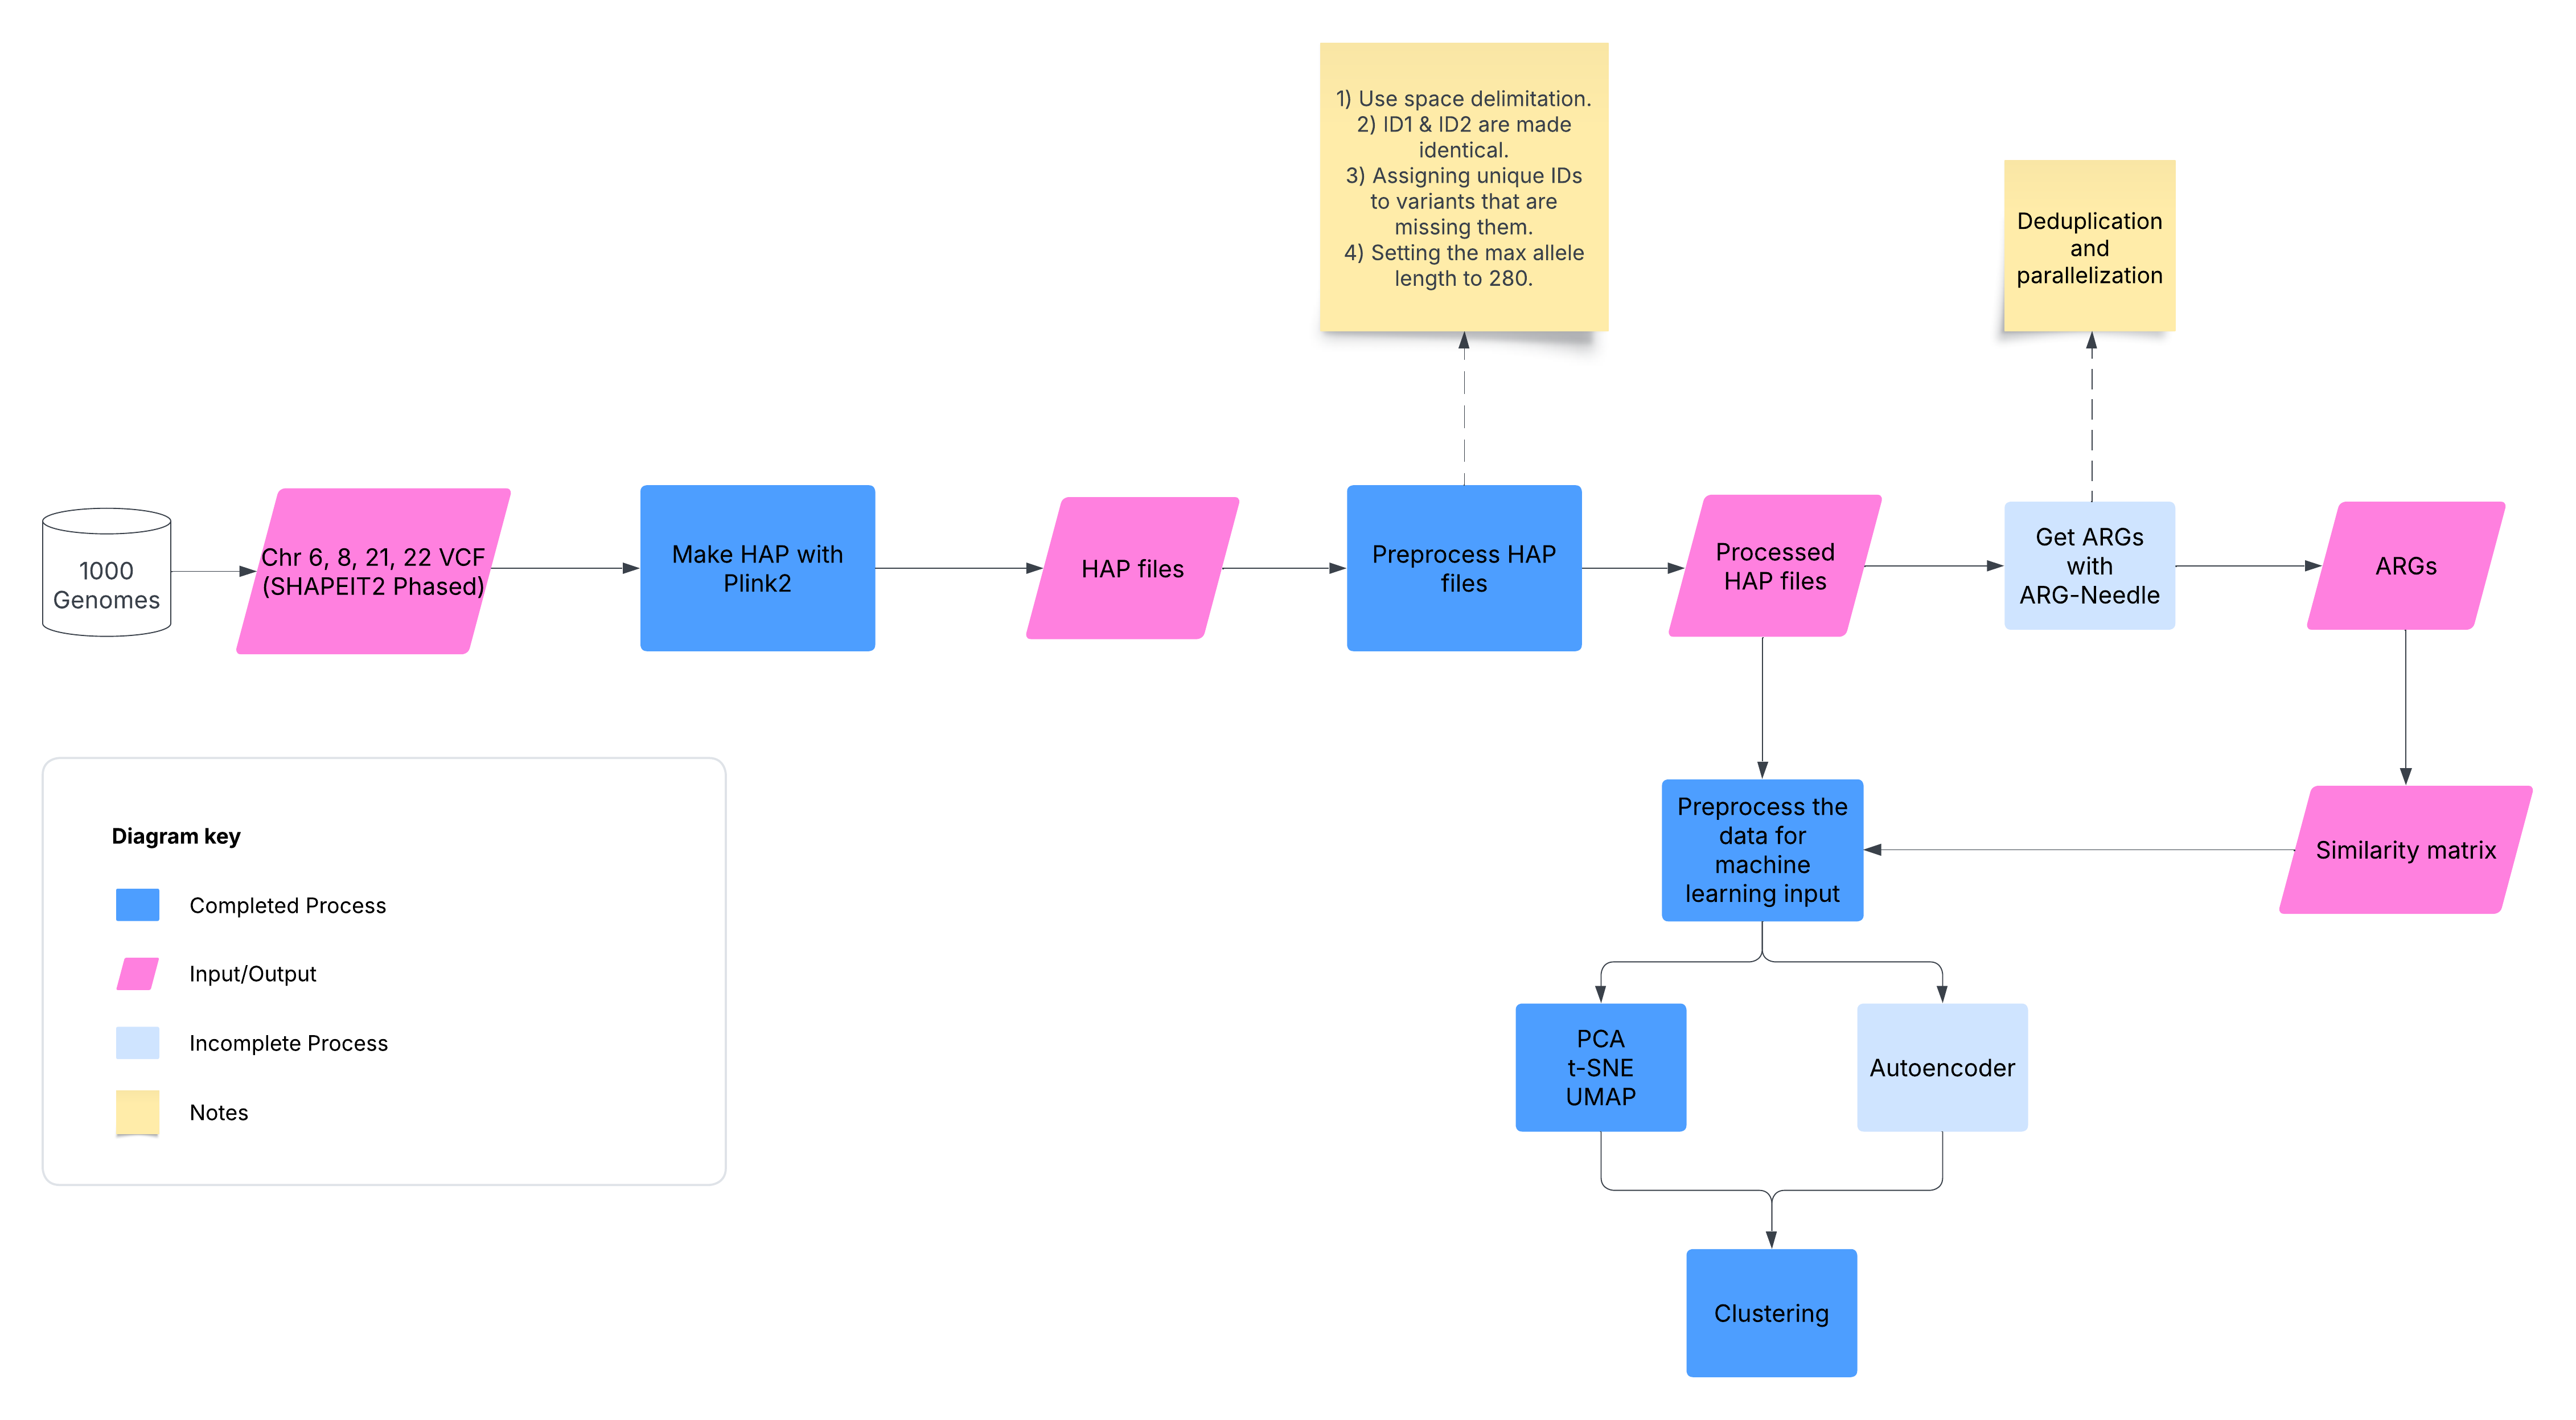 1) Use space delimitation.
2) ID1 & ID2 are made
identical.
3) Assigning unique IDs
to variants that are
missing them.
4) Setting the max allele
length to 280.
Deduplication
and
parallelization
1000
Genomes
Chr 6, 8, 21, 22 VCF
(SHAPEIT2 Phased)
Make HAP with
Plink2
HAP files
Preprocess HAP
files
Processed
HAP files
Get ARGs
with
ARG-Needle
ARGs
Similarity matrix
Preprocess the
data for
machine
learning input
PCA
t-SNE
UMAP
Autoencoder
Clustering
Diagram key
Completed Process
Input/Output
Incomplete Process
Notes